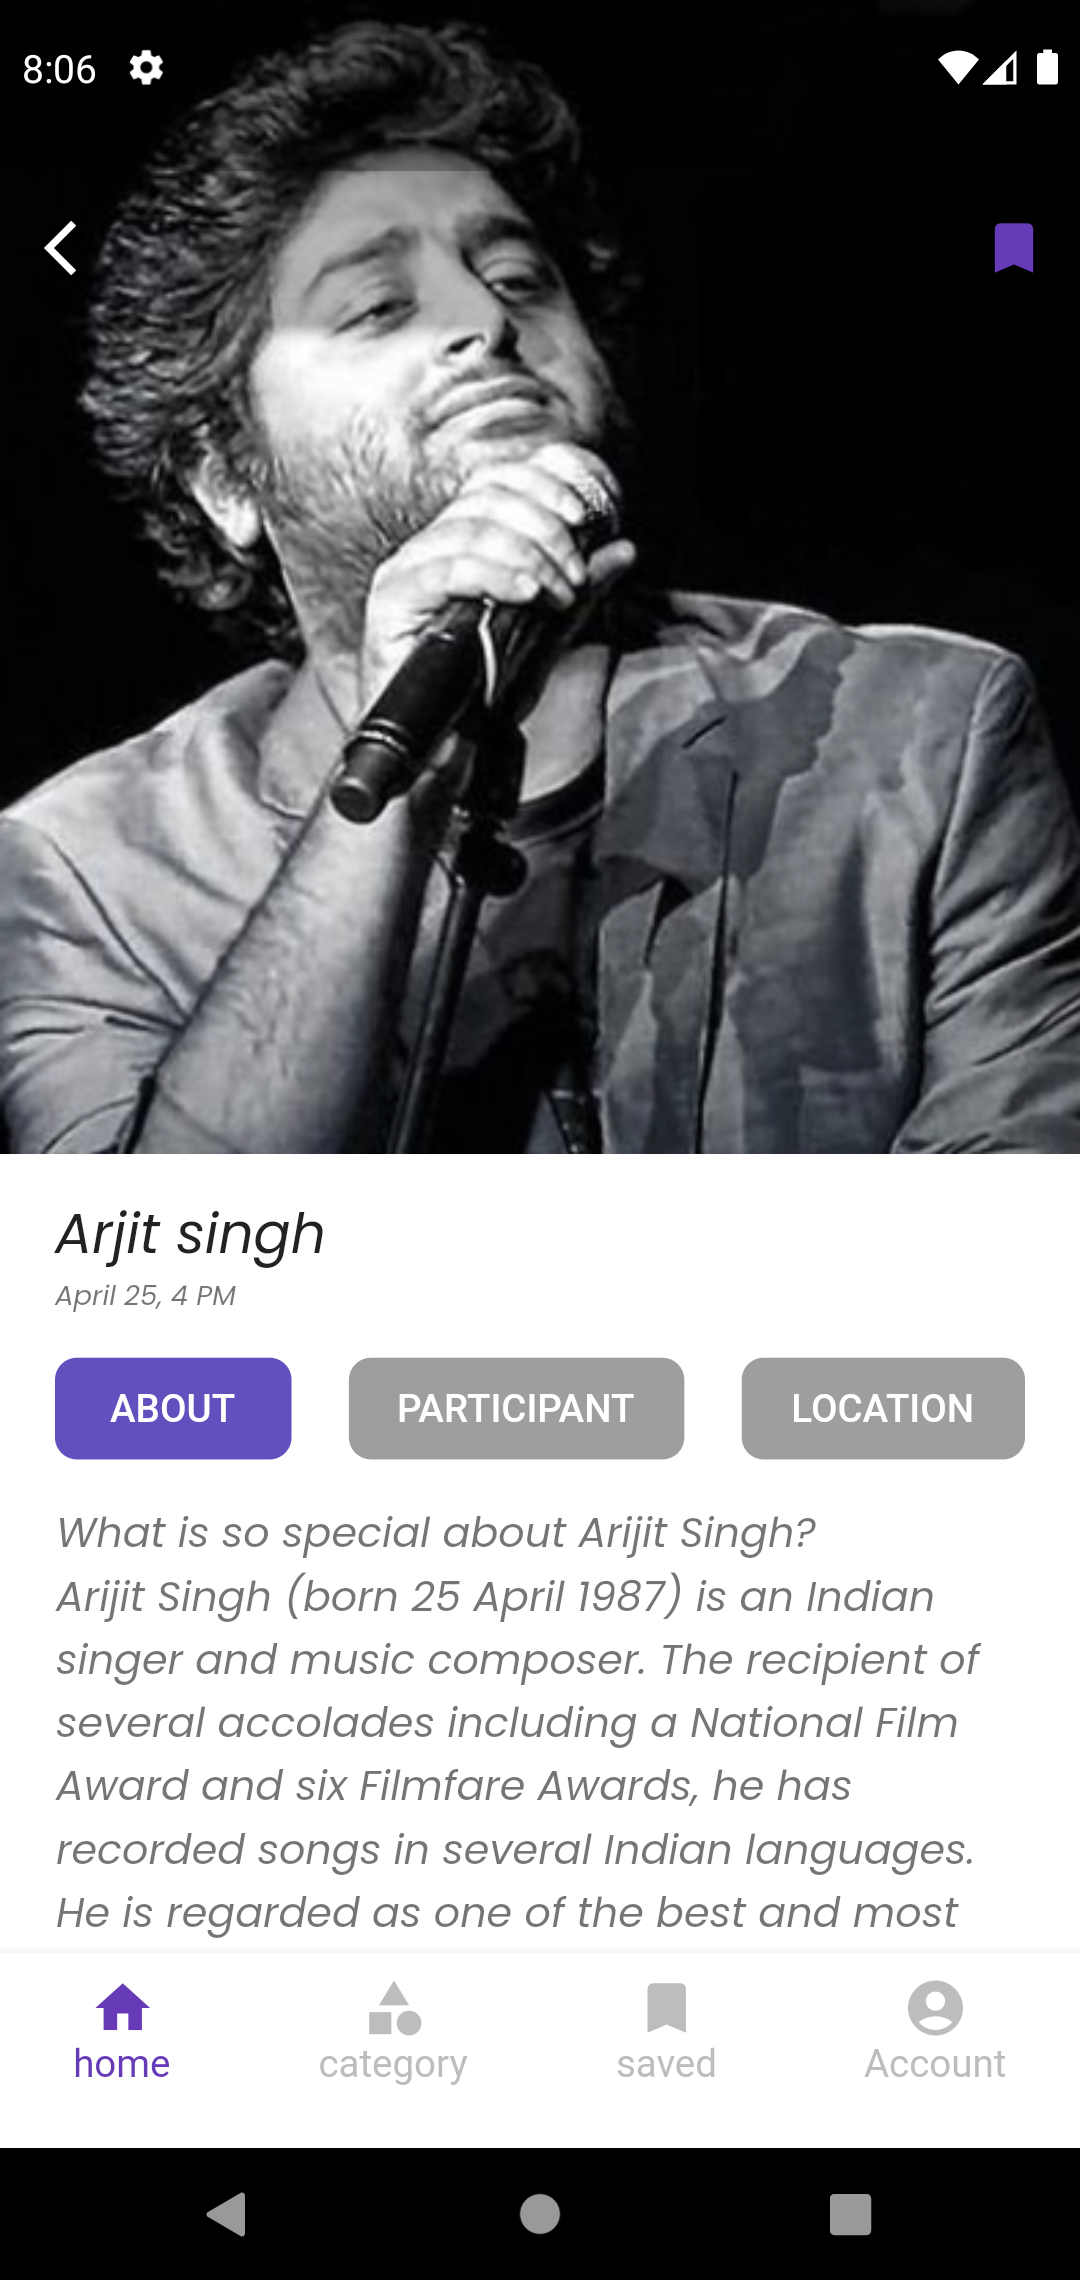 8:06
Arjit singh
April 25, 4 PM
ABOUT PARTICIPANT LOCATION
What is so special about Arijit Singh?
Arijit Singh (born 25 April 1987) is an Indian
singer and music composer. The recipient of
several accolades including a National Film
Award and six Filmfare Awards, he has
recorded songs in several Indian languages.
He is regarded as one of the best and most
home category saved Account